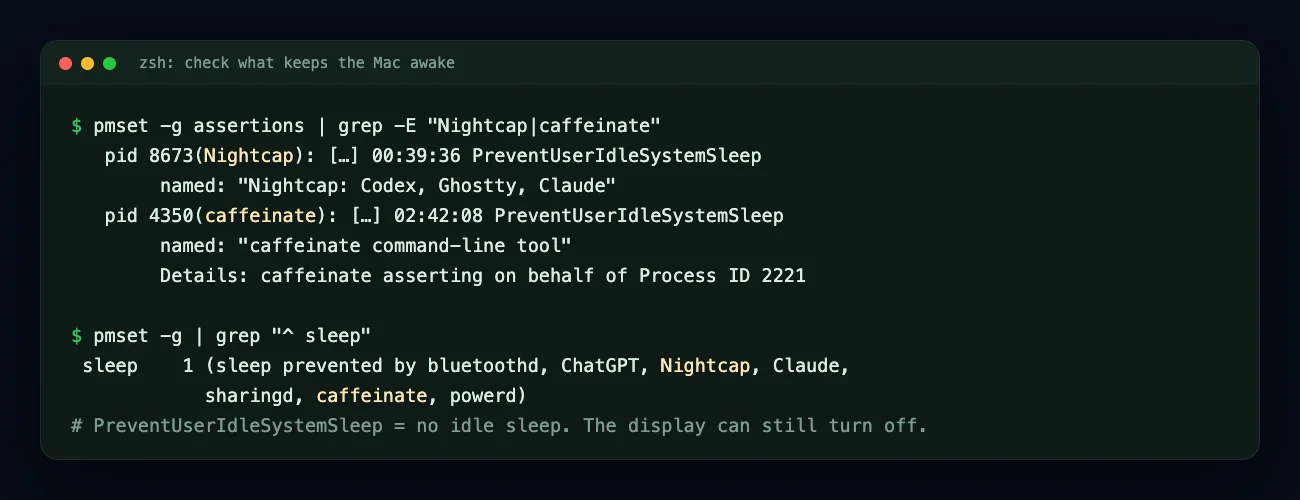 zsh: check what keeps the Mac awake
$ pmset -g assertions | grep -E "Nightcap|caffeinate"
pid 8673(Nightcap): […] 00:39:36 PreventUserIdleSystemSleep
named: "Nightcap: Codex, Ghostty, Claude"
pid 4350(caffeinate): […] 02:42:08 PreventUserIdleSystemSleep
named: "caffeinate command-line tool"
Details: caffeinate asserting on behalf of Process ID 2221
$ pmset -g | grep "^ sleep"
sleep    1 (sleep prevented by bluetoothd, ChatGPT, Nightcap, Claude,
sharingd, caffeinate, powerd)
# PreventUserIdleSystemSleep = no idle sleep. The display can still turn off.